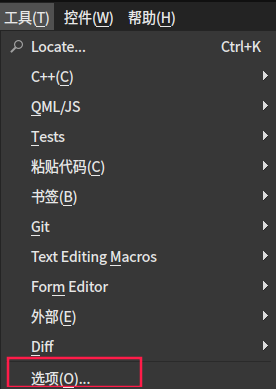 工具(T) 控件(W) 帮助(H)
Locate... Ctrl+K
C++(C)
QML/JS
Tests
粘贴代码(C)
书签(B)
Git
Text Editing Macros
Form Editor
外部(E)
Diff
选项(O)...